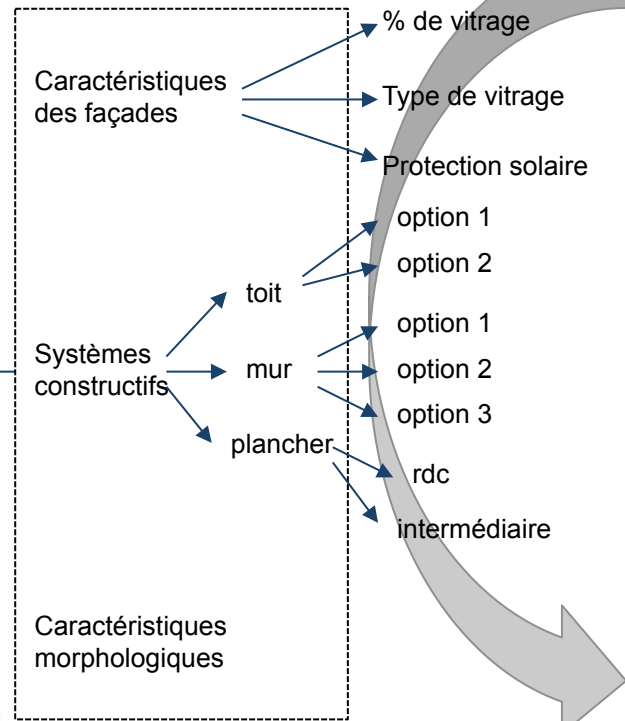 % de vitrage
Caractéristiques
des façades
Type de vitrage
Protection solaire
option 1
option 2
toit
option 1
Systèmes
constructifs
mur
option 2
option 3
plancher
rdc
intermédiaire
Caractéristiques
morphologiques